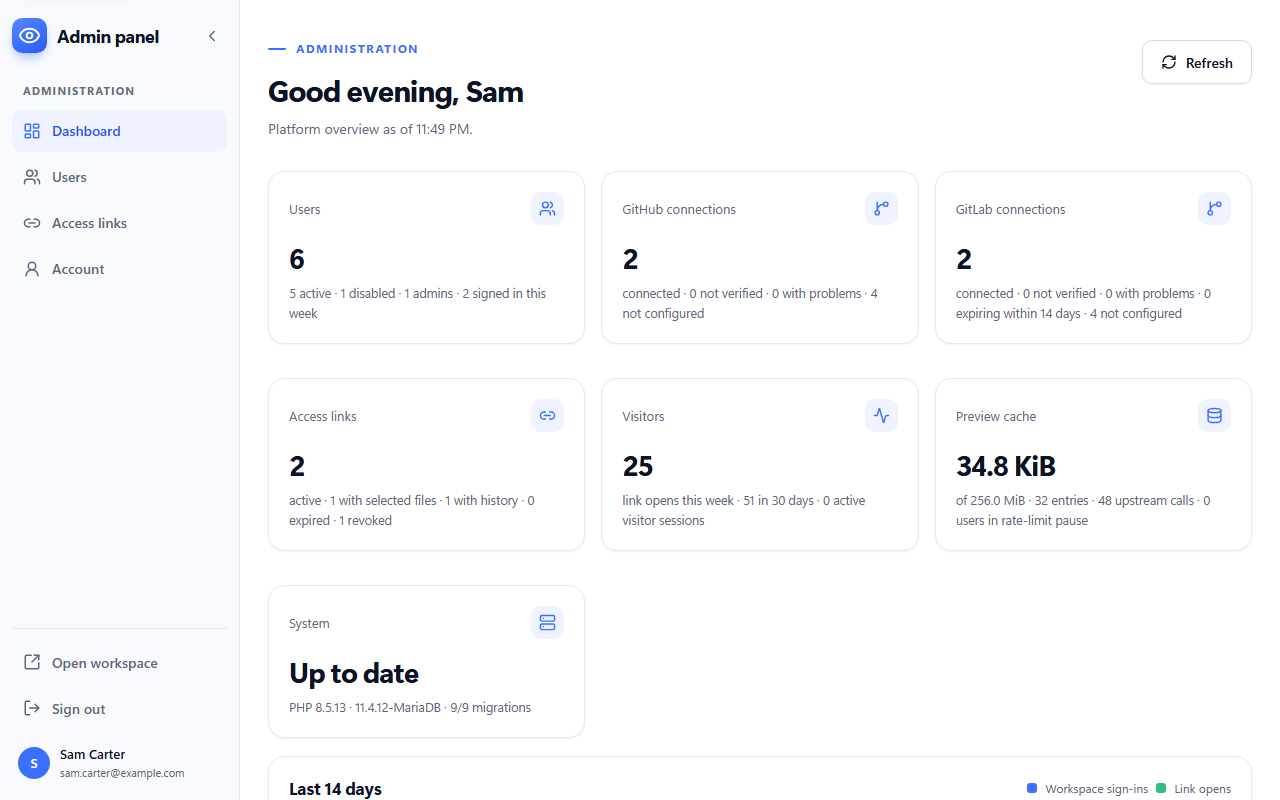 Admin panel
ADMINISTRATION
Dashboard
Users
Access links
Account
Open workspace
Sign out
S
Sam Carter
sam.carter@example.com
ADMINISTRATION
Good evening, Sam
Platform overview as of 11:49 PM.
Refresh
Users
6
5 active · 1 disabled · 1 admins · 2 signed in this
week
GitHub connections
2
connected · 0 not verified · 0 with problems · 4
not configured
GitLab connections
2
connected · 0 not verified · 0 with problems · 0
expiring within 14 days · 4 not configured
Access links
2
active · 1 with selected files · 1 with history · 0
expired · 1 revoked
Visitors
25
link opens this week · 51 in 30 days · 0 active
visitor sessions
Preview cache
34.8 KiB
of 256.0 MiB · 32 entries · 48 upstream calls · 0
users in rate-limit pause
System
Up to date
PHP 8.5.13 · 11.4.12-MariaDB · 9/9 migrations
Last 14 days
Workspace sign-ins
Link opens